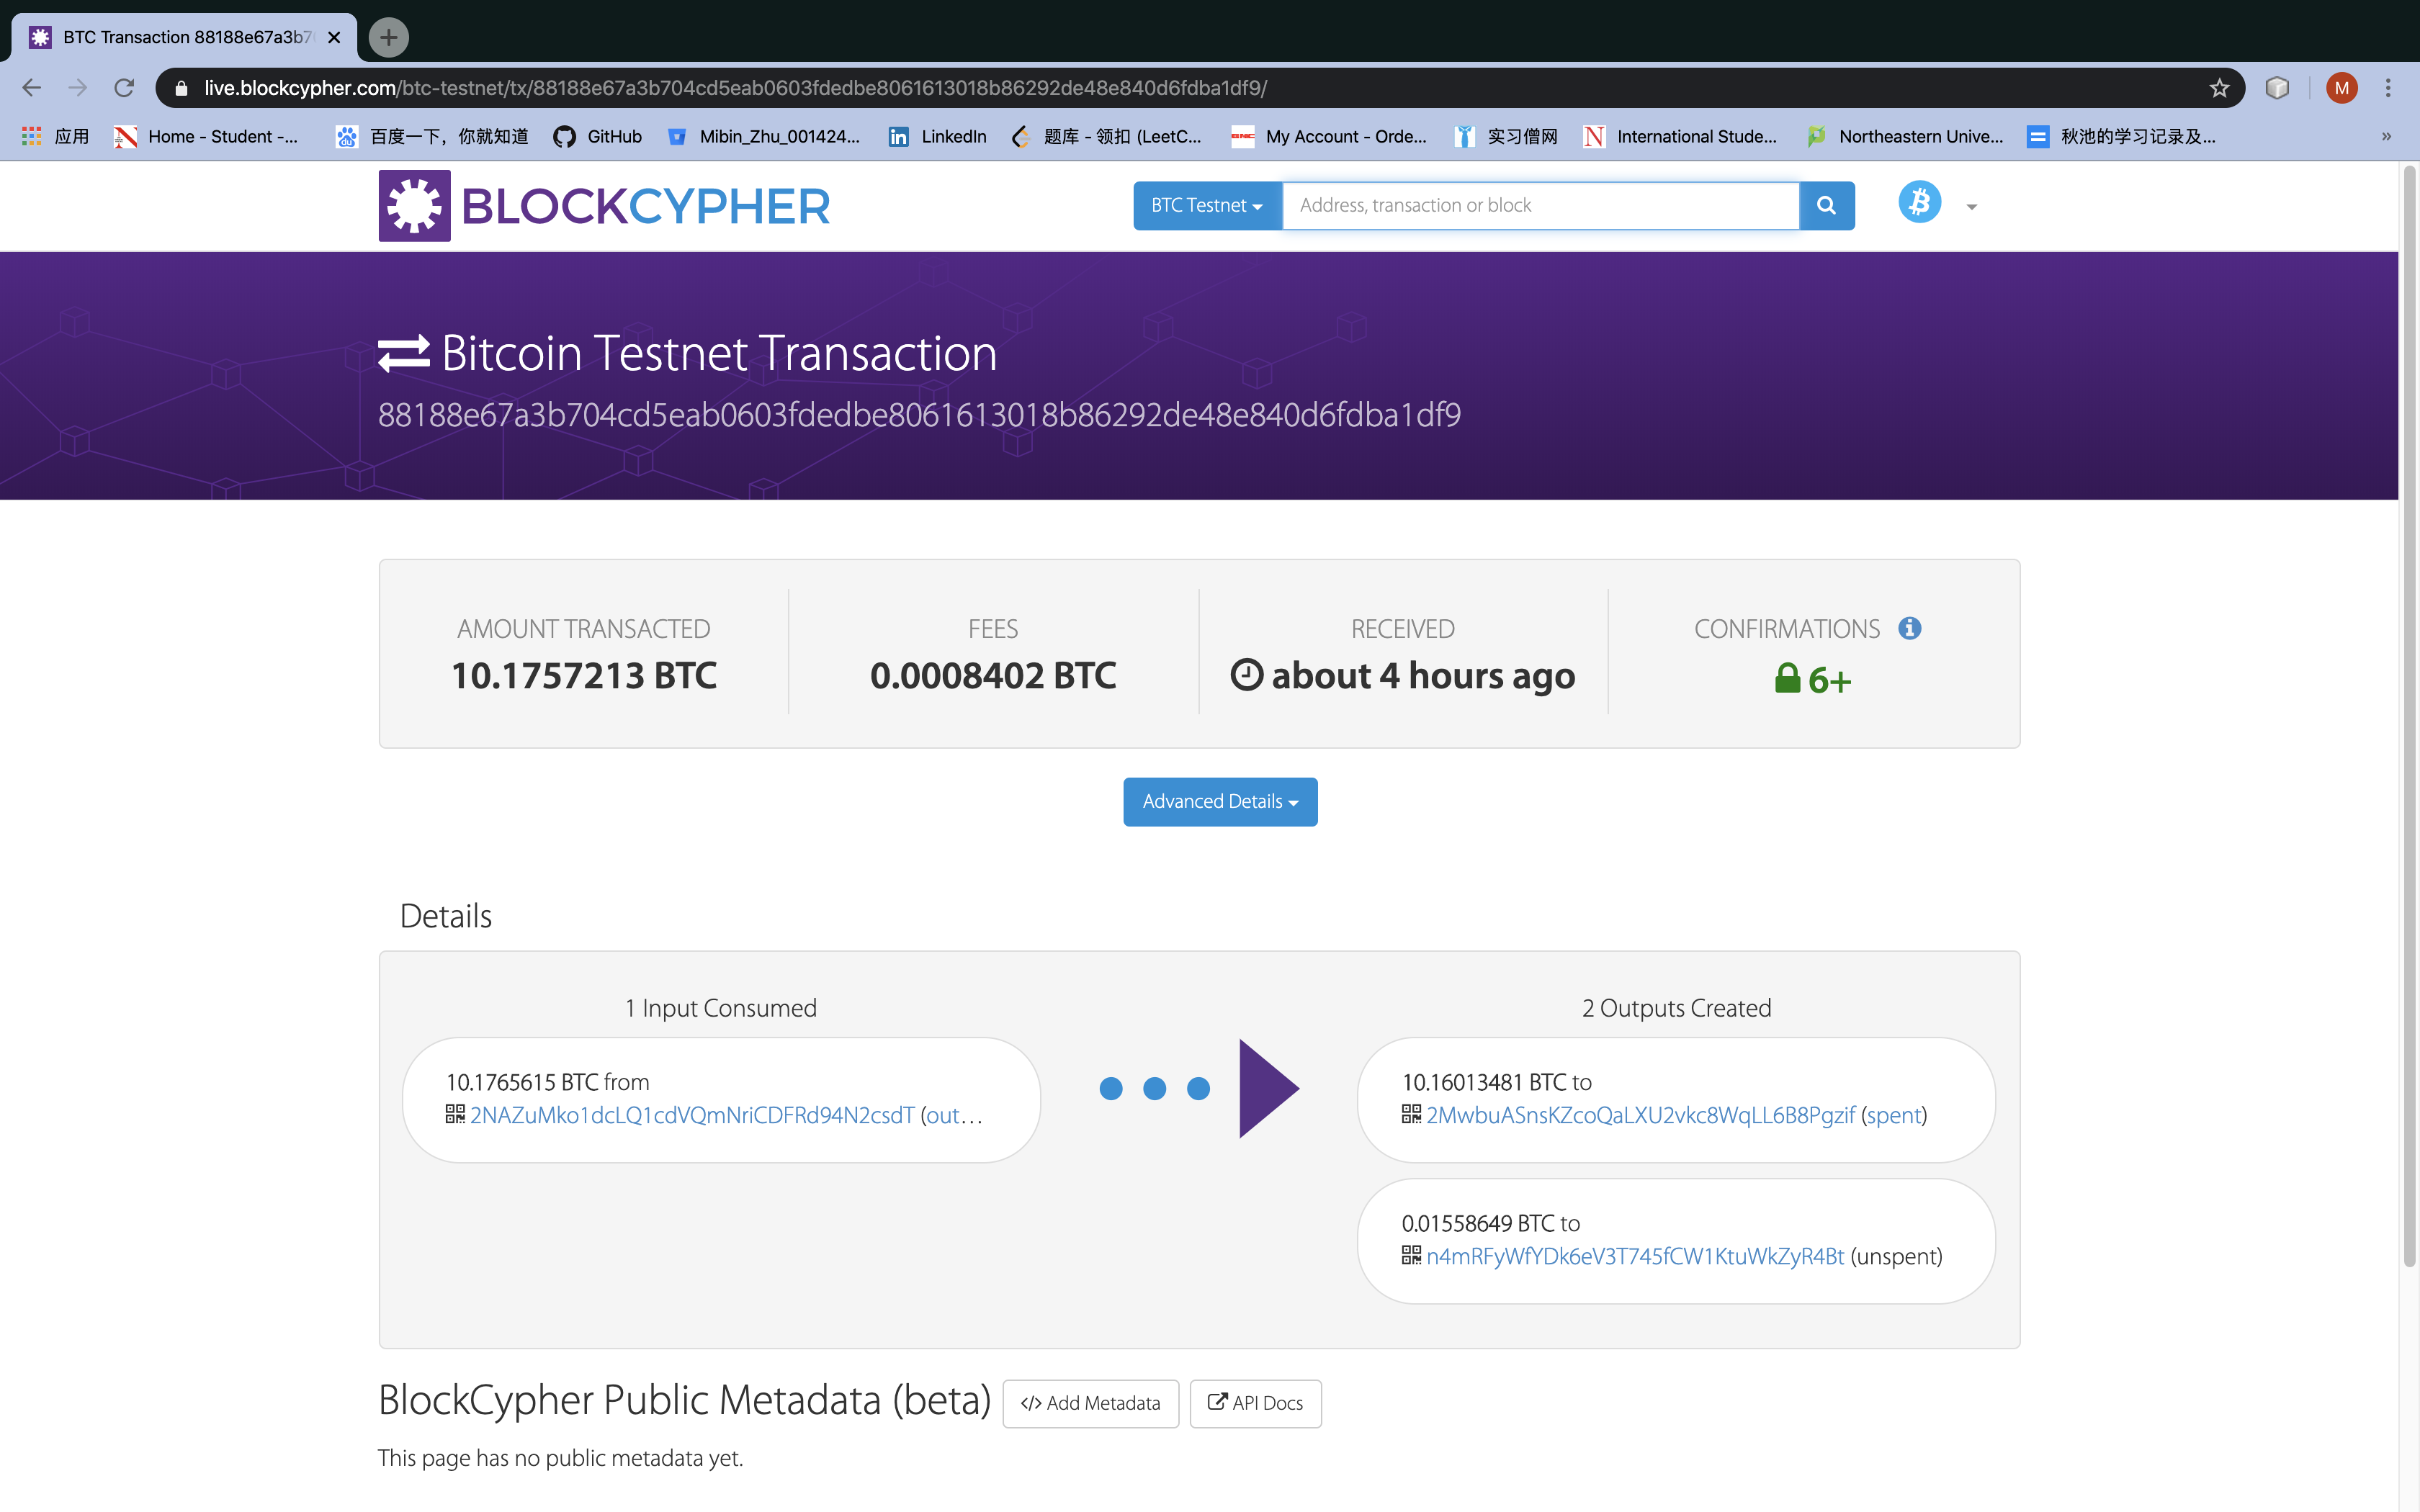 BTC Transaction 88188e67a3b70
live.blockcypher.com/btc-testnet/tx/88188e67a3b704cd5eab0603fdedbe8061613018b86292de48e840d6fdba1df9/
M
应用 Home - Student -... 百度一下，你就知道 GitHub Mibin_Zhu_001424... LinkedIn 题库 - 领扣 (LeetC... My Account - Orde... 实习僧网 International Stude... Northeastern Unive... 秋池的学习记录及... »
BLOCKCYPHER
BTC Testnet Address, transaction or block
Bitcoin Testnet Transaction
88188e67a3b704cd5eab0603fdedbe8061613018b86292de48e840d6fdba1df9
AMOUNT TRANSACTED FEES RECEIVED CONFIRMATIONS
10.1757213 BTC 0.0008402 BTC about 4 hours ago 6+
Advanced Details
Details
1 Input Consumed 2 Outputs Created
10.1765615 BTC from
2NAZuMko1dcLQ1cdVQmNriCDFRd94N2csdT (out...
10.16013481 BTC to
2MwbuASnsKZcoQaLXU2vkc8WqLL6B8Pgzif (spent)
0.01558649 BTC to
n4mRFyWfYDk6eV3T745fCW1KtuWkZyR4Bt (unspent)
BlockCypher Public Metadata (beta) </> Add Metadata API Docs
This page has no public metadata yet.